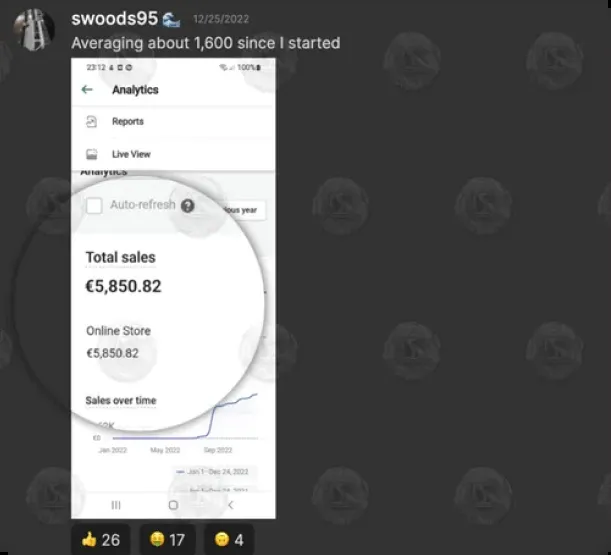 swoods95 🌊 12/25/2022
Averaging about 1,600 since I started
23:12 100%
Analytics
Reports
Live View
Analytics
Auto-refresh ? ious year
Total sales
€5,850.82
Online Store
€5,850.82
Sales over time
€0
Jan 2022 May 2022 Sep 2022
Jan 1-Dec 24, 2022
👍 26 🤑 17 🙃 4